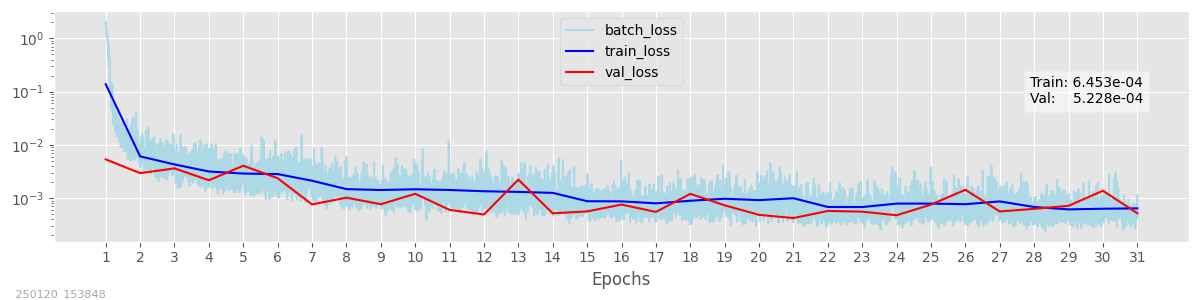 10⁰
10⁻¹
10⁻²
10⁻³
batch_loss
train_loss
val_loss
Train: 6.453e-04
Val: 5.228e-04
1 2 3 4 5 6 7 8 9 10 11 12 13 14 15 16 17 18 19 20 21 22 23 24 25 26 27 28 29 30 31
Epochs
250120_153848